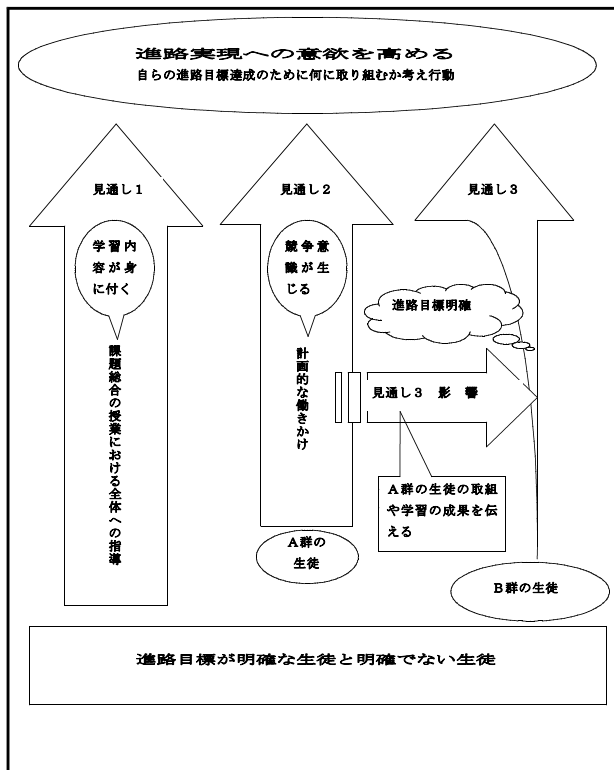 進路実現への意欲を高める
自らの進路目標達成のために何に取り組むか考え行動
見通し1
学習内
容が身
に付く
課題総合の授業における全体への指導
見通し2
競争意
識が生
じる
計画的な働きかけ
A群の
生徒
見通し3
進路目標明確
見通し3 影 響
A群の生徒の取組
や学習の成果を伝
える
B群の生徒
進路目標が明確な生徒と明確でない生徒